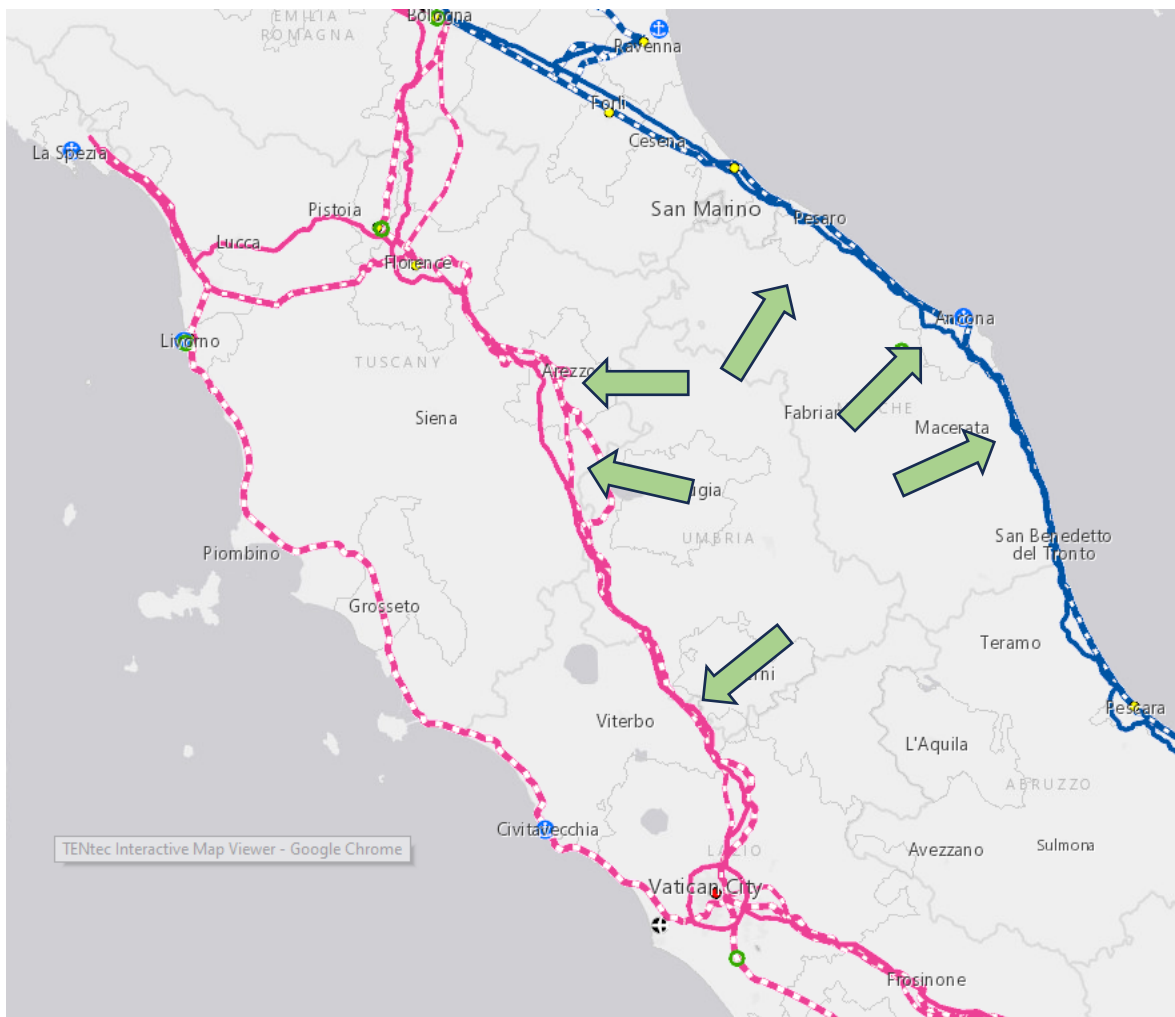 Bologna
EMILIA
ROMAGNA
Ravenna
La Spezia
Forlì
Cesena
Pistoia
San Marino
Pesaro
Lucca
Florence
Ancona
Livorno
TUSCANY
Arezzo
Siena
Macerata
UMBRIA
San Benedetto
del Tronto
Piombino
Grosseto
Teramo
Viterbo
Pescara
L'Aquila
ABRUZZO
Civitavecchia
TENtec Interactive Map Viewer - Google Chrome
LAZIO
Avezzano
Sulmona
Vatican City
Frosinone